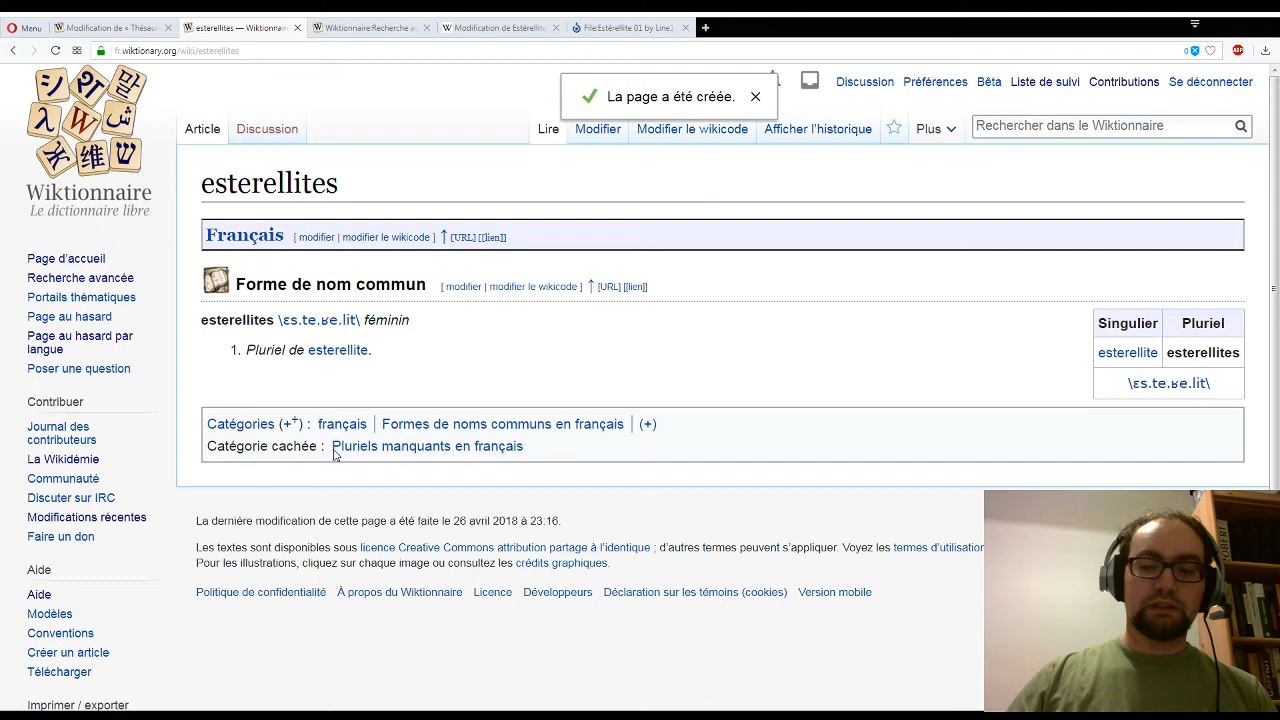 Menu
Modification de « Thésau
esterellites — Wiktionnaire
Wiktionnaire:Recherche a
Modification de Estérellite
File:Estérellite 01 by Line1
fr.wiktionary.org/wiki/esterellites
0
ABP
La page a été créée.
Discussion Préférences Bêta Liste de suivi Contributions Se déconnecter
Article Discussion Lire Modifier Modifier le wikicode Afficher l'historique Plus Rechercher dans le Wiktionnaire
シ
말
λ
W
ش
维
ש
Wiktionnaire
Le dictionnaire libre
Page d'accueil
Recherche avancée
Portails thématiques
Page au hasard
Page au hasard par
langue
Poser une question
Contribuer
Journal des
contributeurs
La Wikidémie
Communauté
Discuter sur IRC
Modifications récentes
Faire un don
Aide
Aide
Modèles
Conventions
Créer un article
Télécharger
Imprimer / exporter
esterellites
Français [ modifier | modifier le wikicode ] ↑ [URL] [[lien]]
Forme de nom commun [ modifier | modifier le wikicode ] ↑ [URL] [[lien]]
esterellites \ɛs.te.ʁe.lit\ féminin
1. Pluriel de esterellite.
Singulier Pluriel
esterellite esterellites
\ɛs.te.ʁe.lit\
Catégories (+⁺) : français | Formes de noms communs en français | (+)
Catégorie cachée : Pluriels manquants en français
La dernière modification de cette page a été faite le 26 avril 2018 à 23:16.
Les textes sont disponibles sous licence Creative Commons attribution partage à l'identique ; d'autres termes peuvent s'appliquer. Voyez les termes d'utilisation
Pour les illustrations, cliquez sur chaque image ou consultez les crédits graphiques.
Politique de confidentialité À propos du Wiktionnaire Licence Développeurs Déclaration sur les témoins (cookies) Version mobile